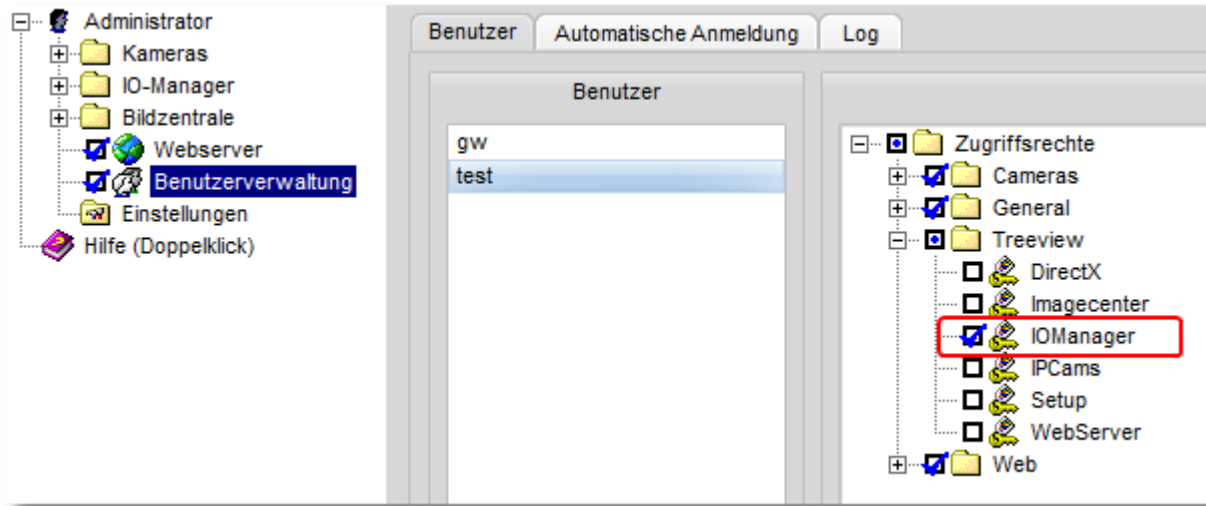 Administrator
Kameras
IO-Manager
Bildzentrale
Webserver
Benutzerverwaltung
Einstellungen
Hilfe (Doppelklick)
Benutzer
Automatische Anmeldung
Log
Benutzer
gw
test
Zugriffsrechte
Cameras
General
Treeview
DirectX
Imagecenter
IOManager
IPCams
Setup
WebServer
Web